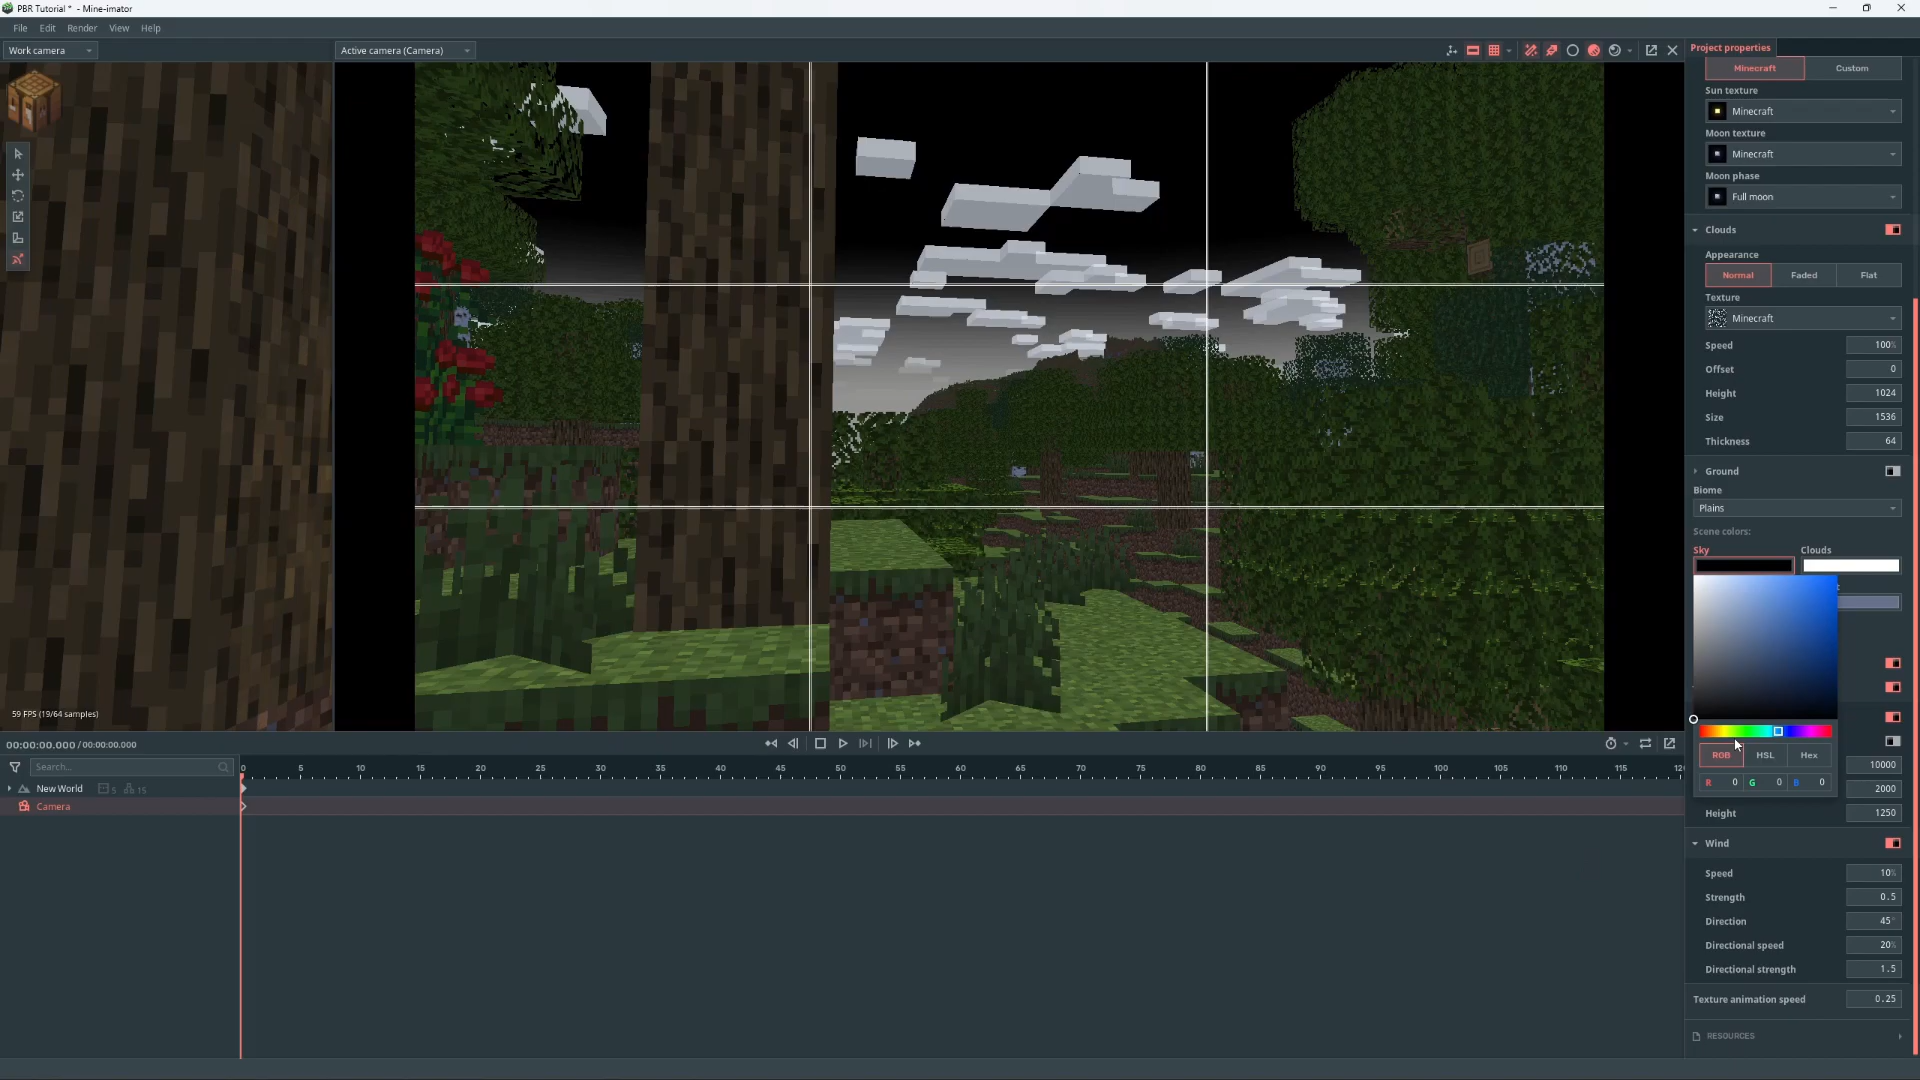 PBR Tutorial * - Mine-imator
File Edit Render View Help
Work camera
Active camera (Camera)
Project properties
Minecraft Custom
Sun texture
Minecraft
Moon texture
Minecraft
Moon phase
Full moon
Clouds
Appearance
Normal Faded Flat
Texture
Minecraft
Speed 100%
Offset 0
Height 1024
Size 1536
Thickness 64
Ground
Biome
Plains
Scene colors:
Sky Clouds
RGB HSL Hex
R 0 G 0 B 0
10000
2000
Height 1250
Wind
Speed 10%
Strength 0.5
Direction 45°
Directional speed 20%
Directional strength 1.5
Texture animation speed 0.25
RESOURCES
59 FPS (19/64 samples)
00:00:00.000 / 00:00:00.000
Search...
0 5 10 15 20 25 30 35 40 45 50 55 60 65 70 75 80 85 90 95 100 105 110 115
New World 5 15
Camera